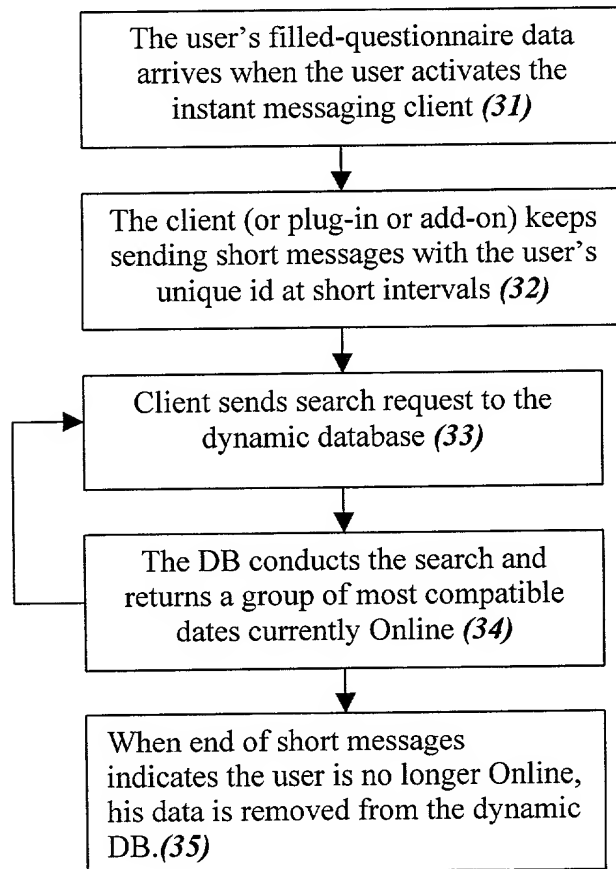 The user's filled-questionnaire data
arrives when the user activates the
instant messaging client (31)
The client (or plug-in or add-on) keeps
sending short messages with the user's
unique id at short intervals (32)
Client sends search request to the
dynamic database (33)
The DB conducts the search and
returns a group of most compatible
dates currently Online (34)
When end of short messages
indicates the user is no longer Online,
his data is removed from the dynamic
DB.(35)